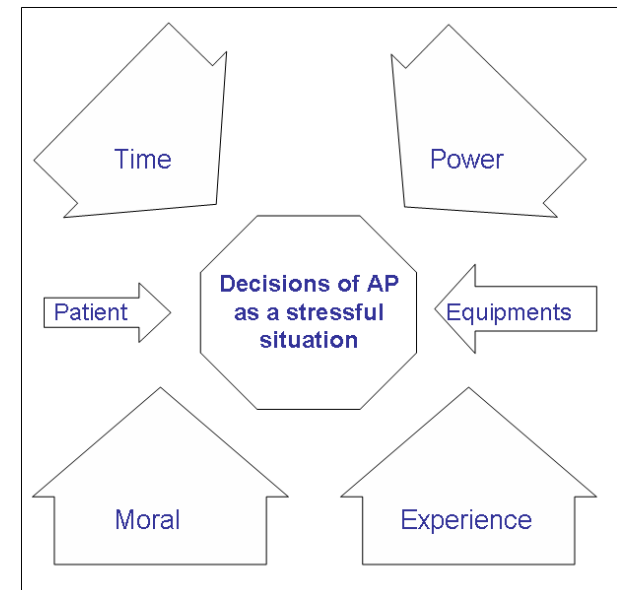 Time
Power
Decisions of AP
as a stressful
situation
Patient
Equipments
Moral
Experience